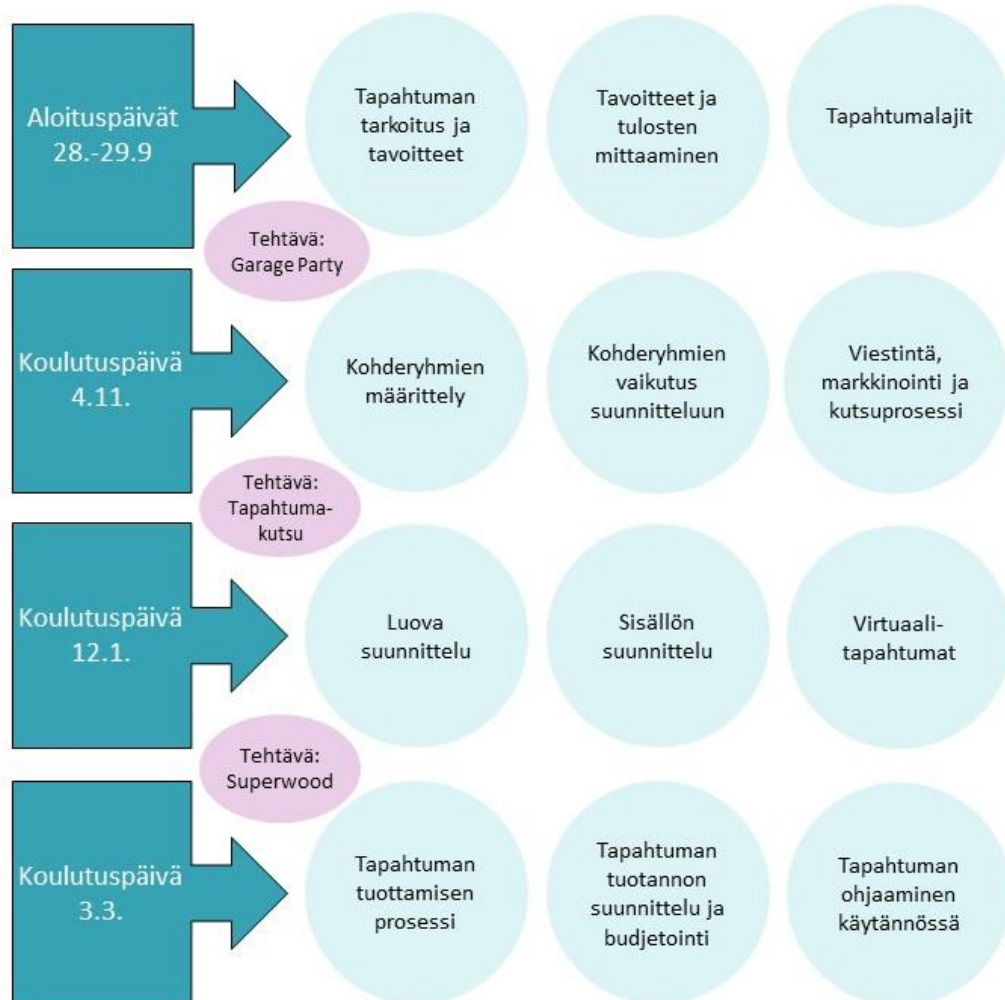 Aloituspäivät
28.-29.9
Tapahtuman
tarkoitus ja
tavoitteet
Tavoitteet ja
tulosten
mittaaminen
Tapahtumalajit
Tehtävä:
Garage Party
Koulutuspäivä
4.11.
Kohderyhmien
määrittely
Kohderyhmien
vaikutus
suunnitteluun
Viestintä,
markkinointi ja
kutsuprosessi
Tehtävä:
Tapahtuma-
kutsu
Koulutuspäivä
12.1.
Luova
suunnittelu
Sisällön
suunnittelu
Virtuaali-
tapahtumat
Tehtävä:
Superwood
Koulutuspäivä
3.3.
Tapahtuman
tuottamisen
prosessi
Tapahtuman
tuotannon
suunnittelu ja
budjetointi
Tapahtuman
ohjaaminen
käytännössä